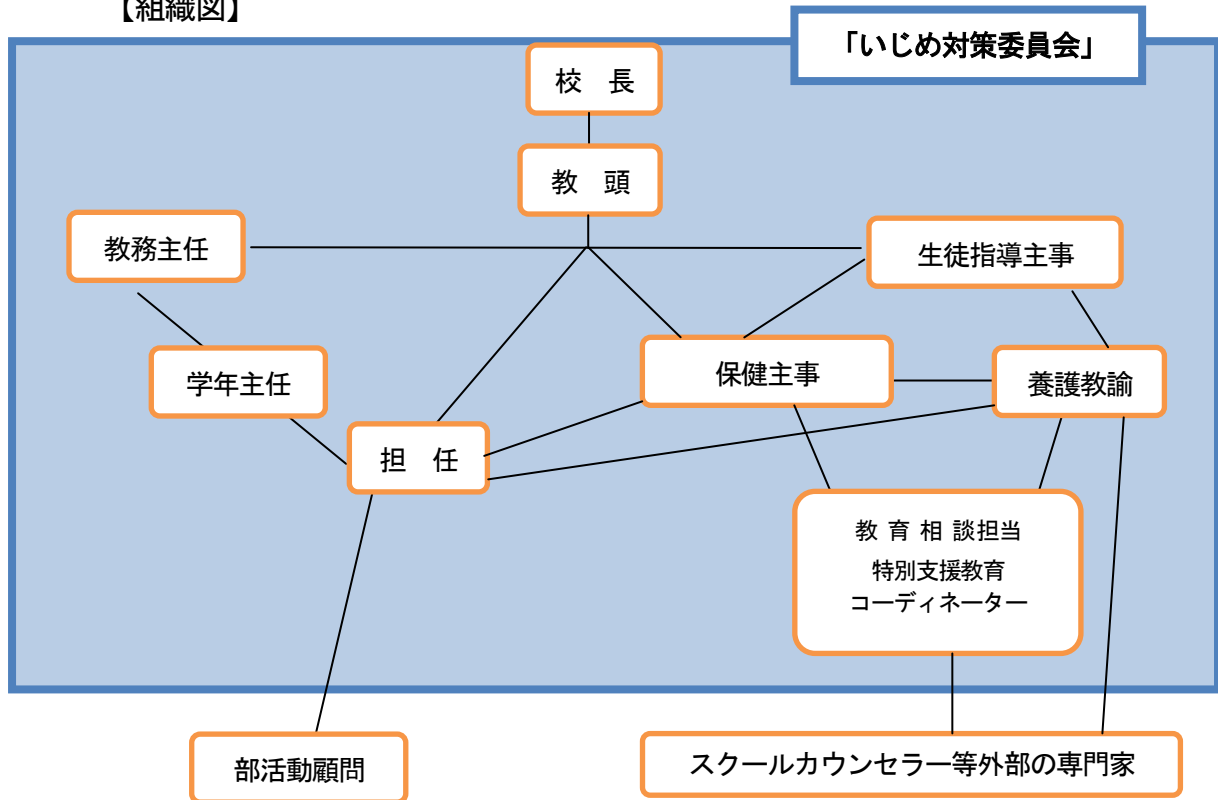 【組織図】
「いじめ対策委員会」
校　長
教　頭
教務主任
生徒指導主事
学年主任
保健主事
養護教諭
担　任
教 育 相 談担当
特別支援教育
コーディネーター
部活動顧問
スクールカウンセラー等外部の専門家